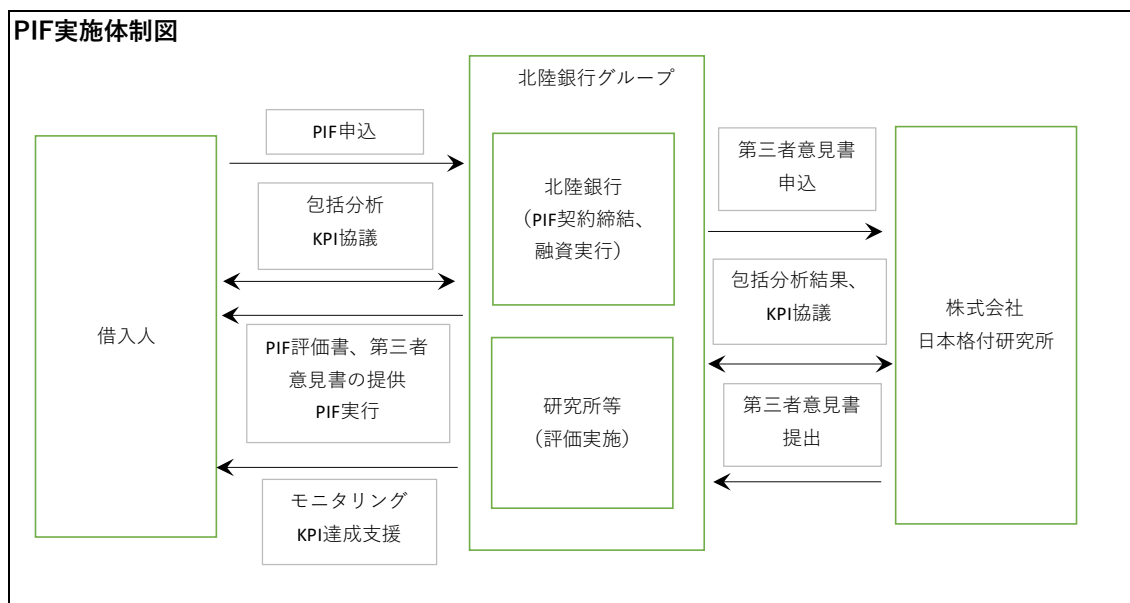 PIF実施体制図
北陸銀行グループ
PIF申込
包括分析
KPI協議
借入人
PIF評価書、第三者
意見書の提供
PIF実行
モニタリング
KPI達成支援
北陸銀行
（PIF契約締結、
融資実行）
研究所等
（評価実施）
第三者意見書
申込
包括分析結果、
KPI協議
第三者意見書
提出
株式会社
日本格付研究所